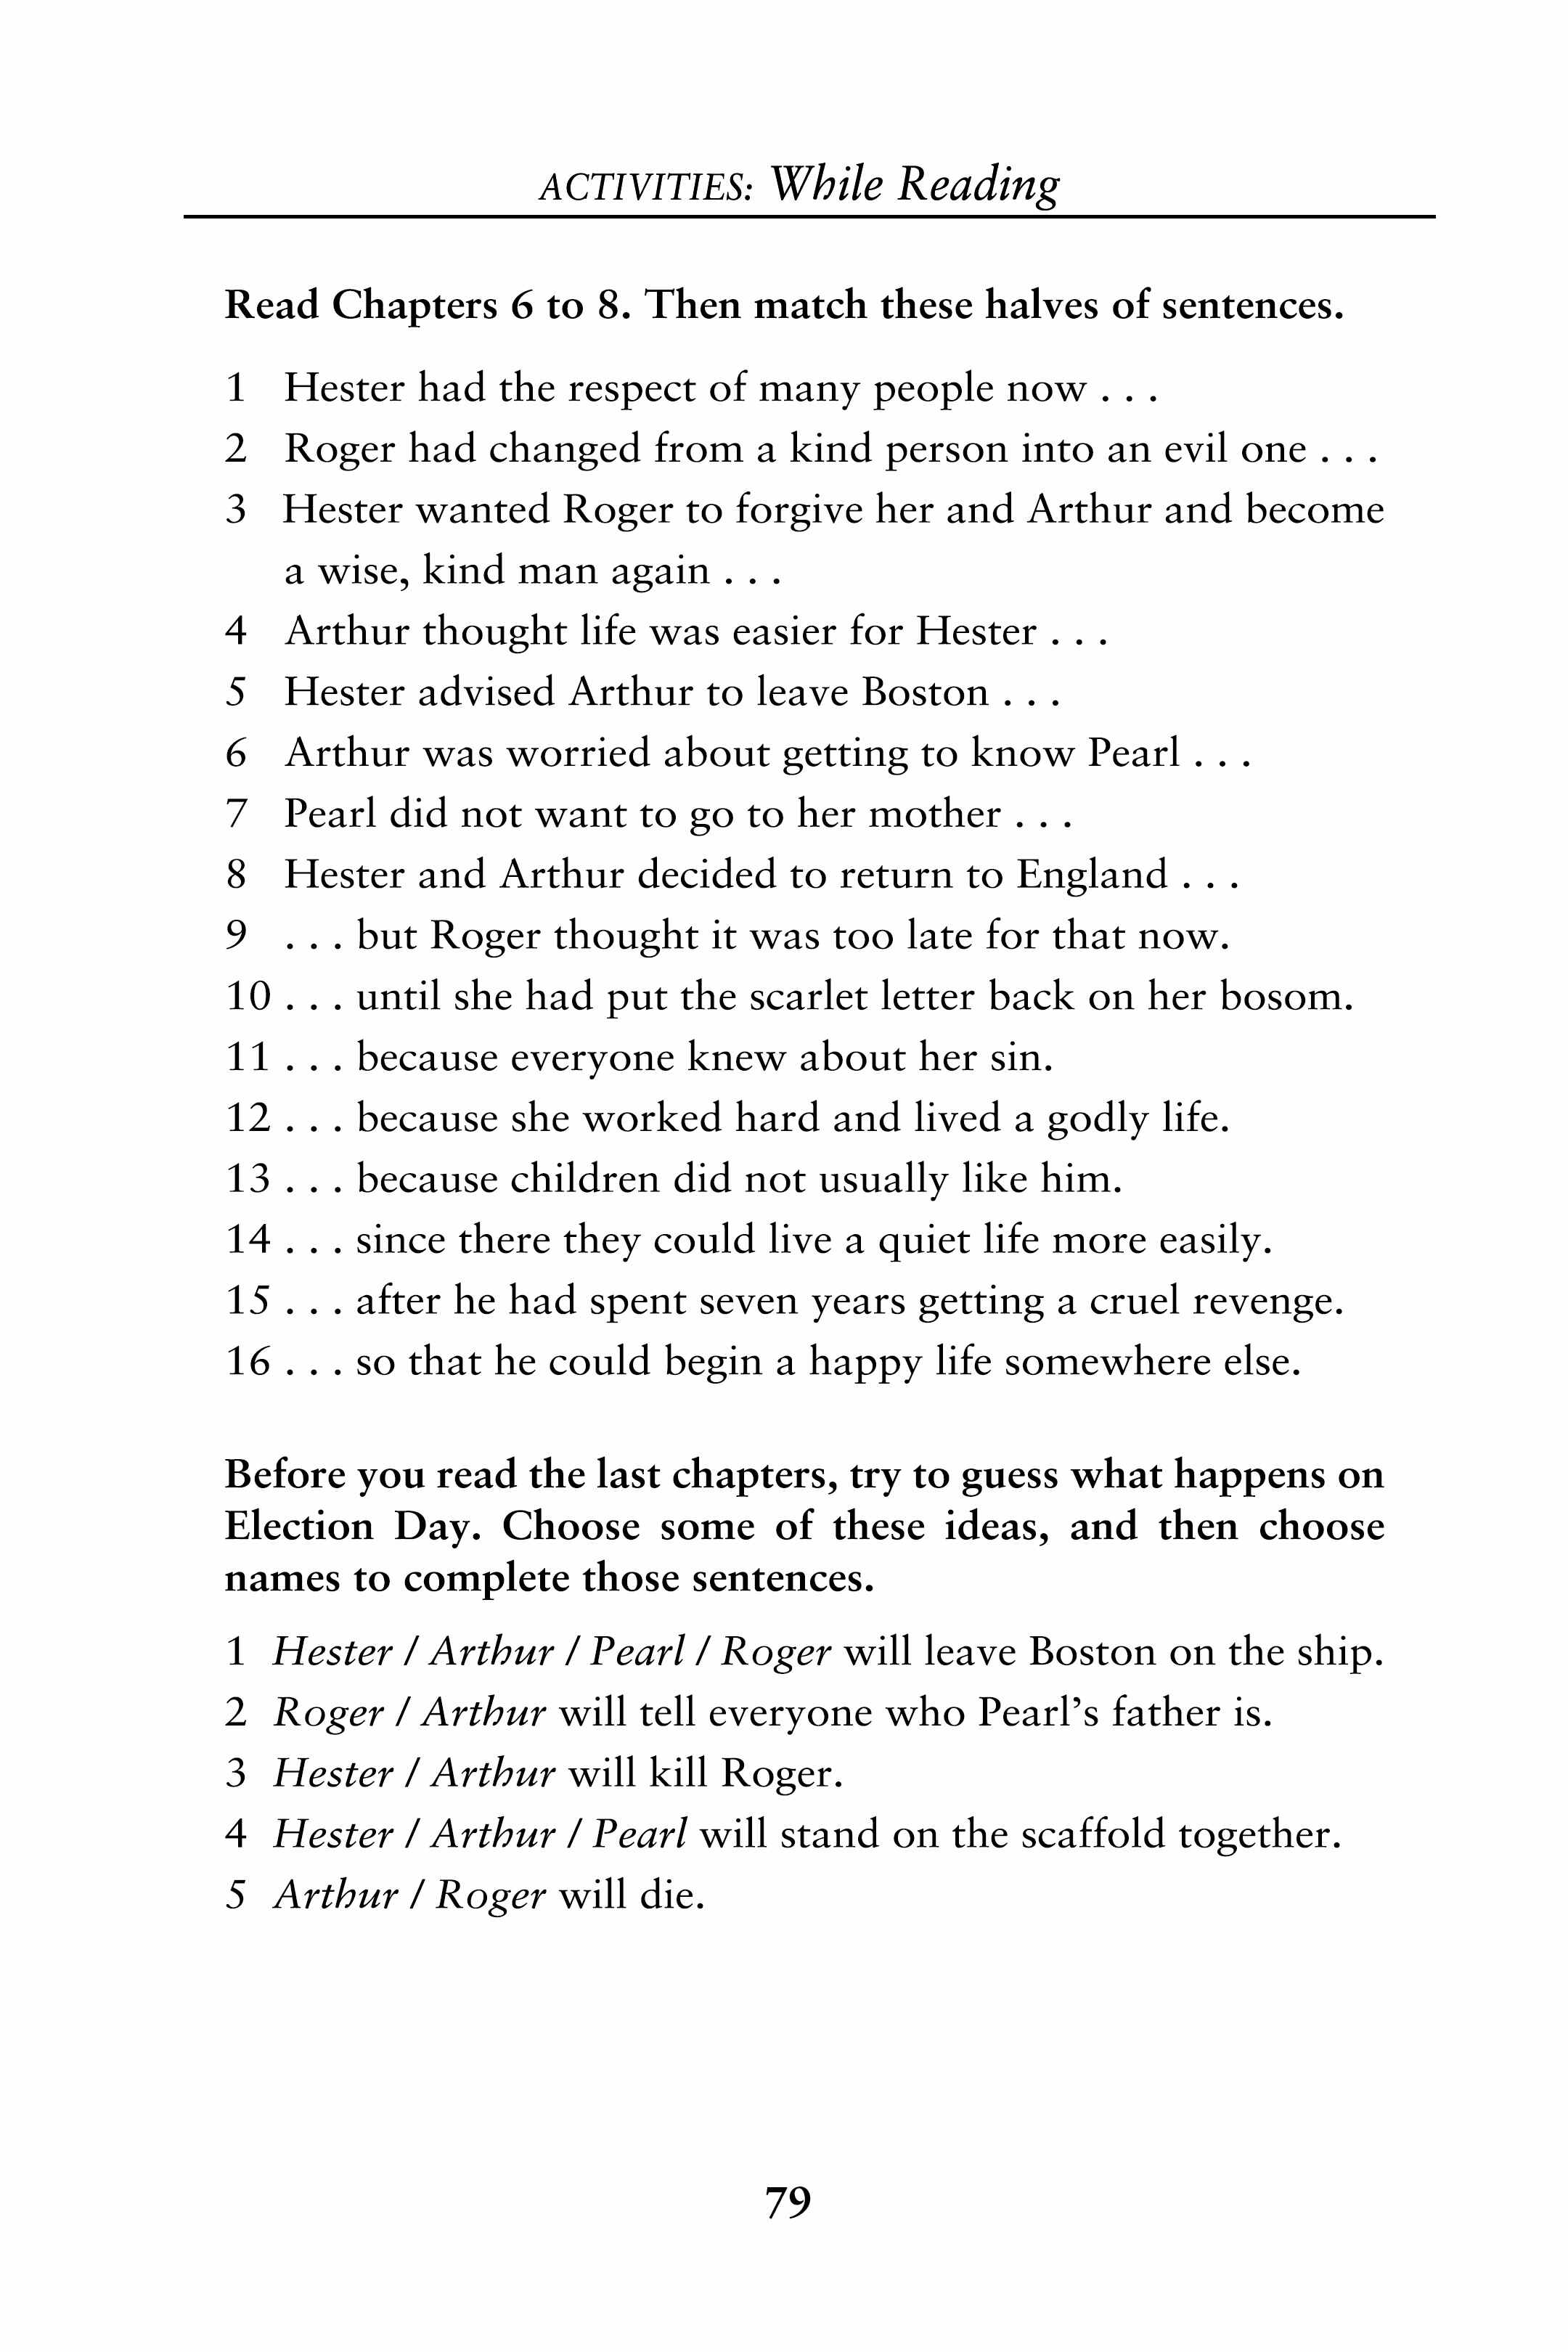 ACTIVITIES: While Reading
Read Chapters 6 to 8. Then match these halves of sentences.
1 Hester had the respect of many people now . . .
2 Roger had changed from a kind person into an evil one . . .
3 Hester wanted Roger to forgive her and Arthur and become
a wise, kind man again . . .
4 Arthur thought life was easier for Hester . . .
5 Hester advised Arthur to leave Boston . . .
6 Arthur was worried about getting to know Pearl . . .
7 Pearl did not want to go to her mother . . .
8 Hester and Arthur decided to return to England . . .
9 . . . but Roger thought it was too late for that now.
10 . . . until she had put the scarlet letter back on her bosom.
11 . . . because everyone knew about her sin.
12 . . . because she worked hard and lived a godly life.
13 . . . because children did not usually like him.
14 . . . since there they could live a quiet life more easily.
15 . . . after he had spent seven years getting a cruel revenge.
16 . . . so that he could begin a happy life somewhere else.
Before you read the last chapters, try to guess what happens on
Election Day. Choose some of these ideas, and then choose
names to complete those sentences.
1 Hester / Arthur / Pearl / Roger will leave Boston on the ship.
2 Roger / Arthur will tell everyone who Pearl’s father is.
3 Hester / Arthur will kill Roger.
4 Hester / Arthur / Pearl will stand on the scaffold together.
5 Arthur / Roger will die.
79